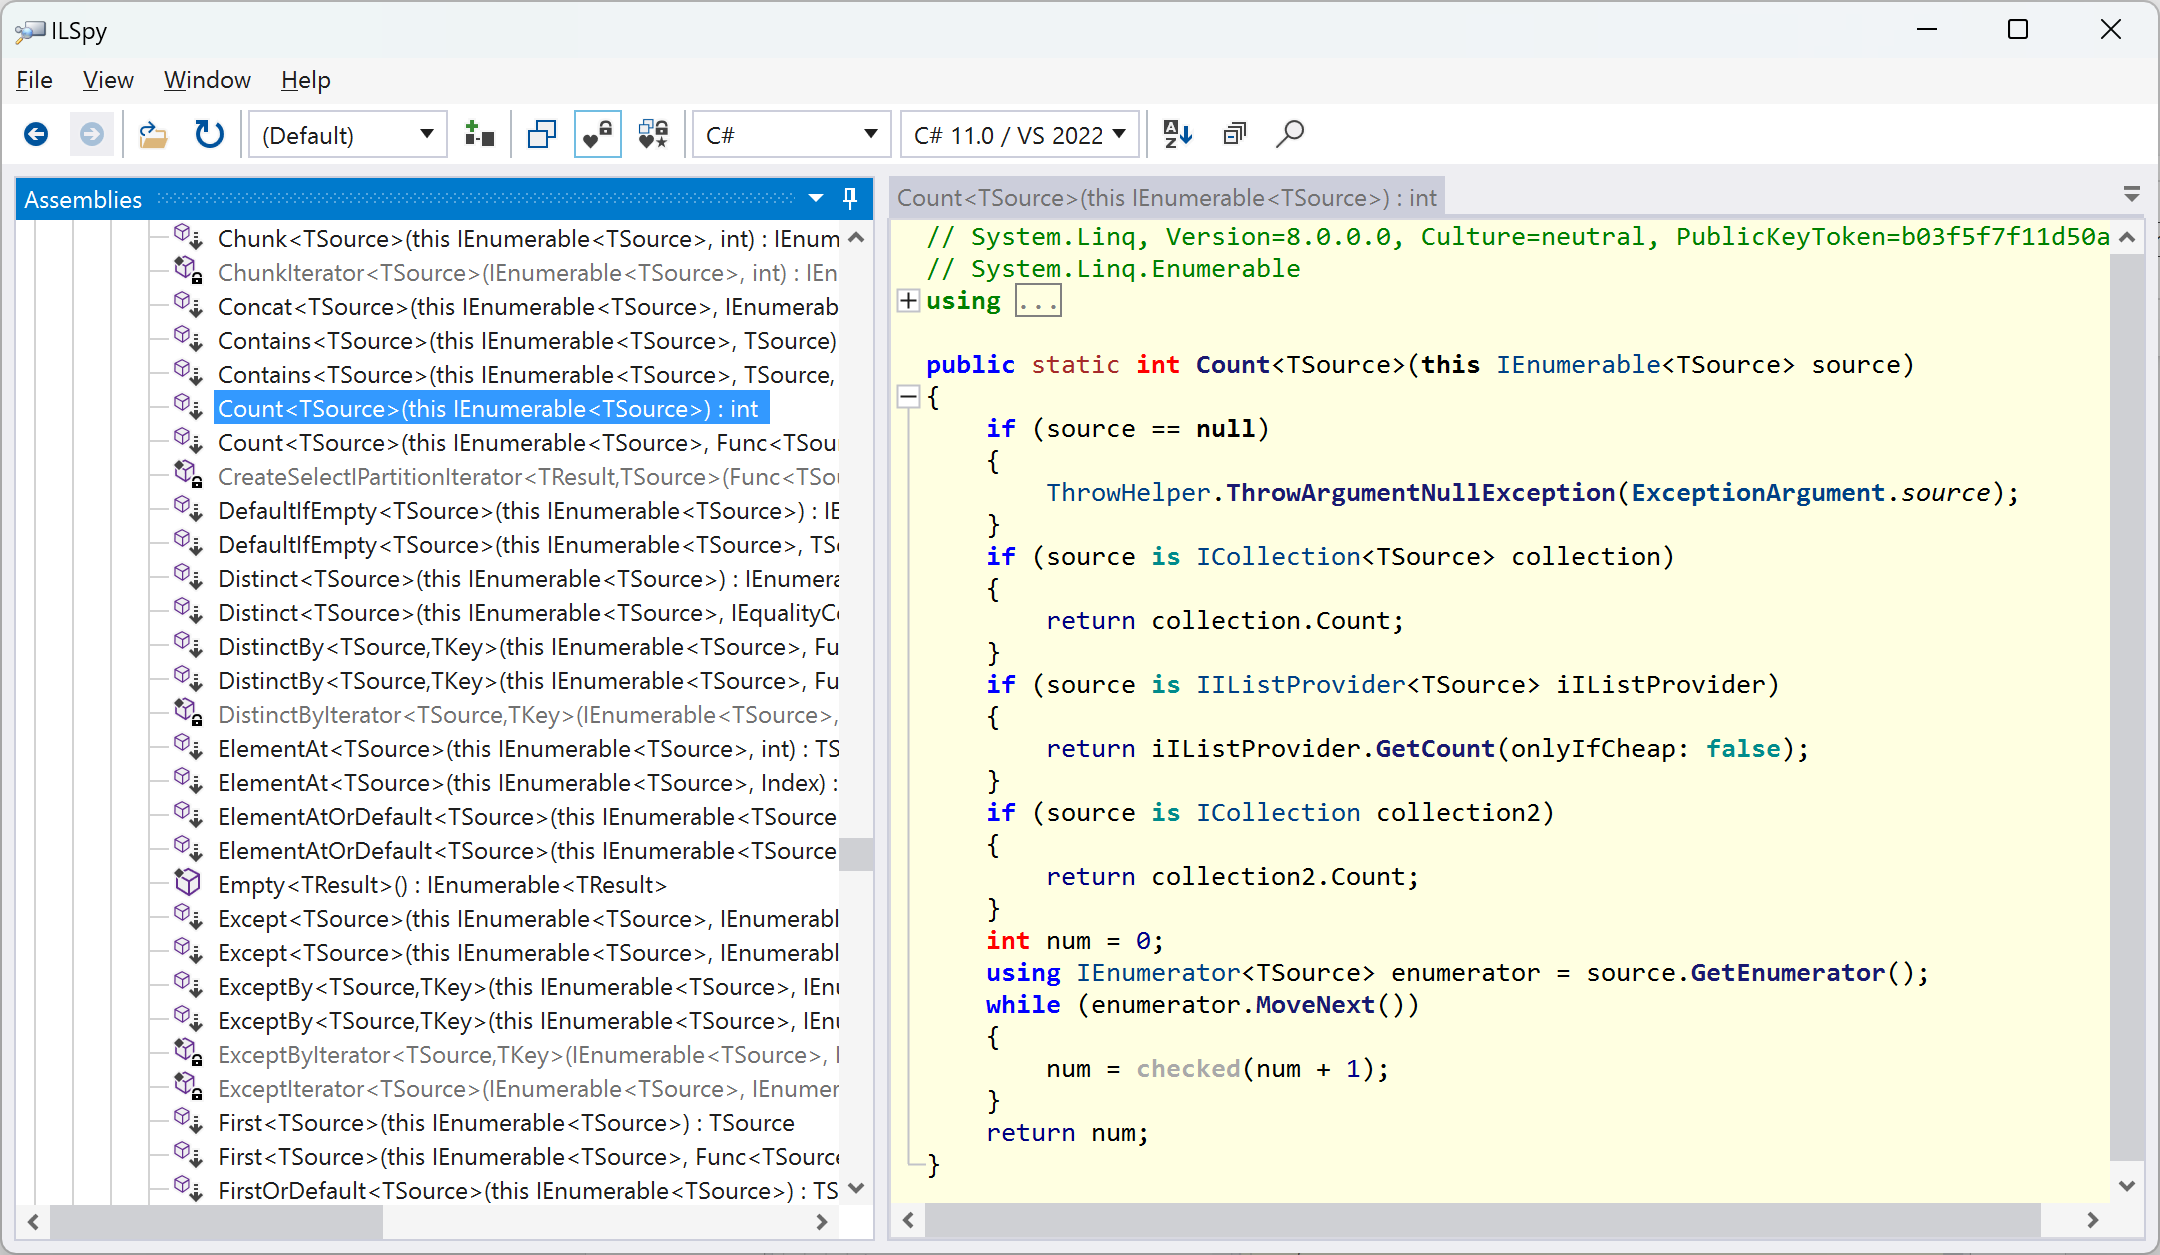 ILSpy
File View Window Help
(Default) C# C# 11.0 / VS 2022
Assemblies
Chunk<TSource>(this IEnumerable<TSource>, int) : IEnum
ChunkIterator<TSource>(IEnumerable<TSource>, int) : IEn
Concat<TSource>(this IEnumerable<TSource>, IEnumerab
Contains<TSource>(this IEnumerable<TSource>, TSource)
Contains<TSource>(this IEnumerable<TSource>, TSource,
Count<TSource>(this IEnumerable<TSource>) : int
Count<TSource>(this IEnumerable<TSource>, Func<TSour
CreateSelectIPartitionIterator<TResult,TSource>(Func<TSou
DefaultIfEmpty<TSource>(this IEnumerable<TSource>) : IE
DefaultIfEmpty<TSource>(this IEnumerable<TSource>, TSo
Distinct<TSource>(this IEnumerable<TSource>) : IEnumera
Distinct<TSource>(this IEnumerable<TSource>, IEqualityCo
DistinctBy<TSource,TKey>(this IEnumerable<TSource>, Fu
DistinctBy<TSource,TKey>(this IEnumerable<TSource>, Fu
DistinctByIterator<TSource,TKey>(IEnumerable<TSource>,
ElementAt<TSource>(this IEnumerable<TSource>, int) : TS
ElementAt<TSource>(this IEnumerable<TSource>, Index) :
ElementAtOrDefault<TSource>(this IEnumerable<TSource
ElementAtOrDefault<TSource>(this IEnumerable<TSource
Empty<TResult>() : IEnumerable<TResult>
Except<TSource>(this IEnumerable<TSource>, IEnumerabl
Except<TSource>(this IEnumerable<TSource>, IEnumerabl
ExceptBy<TSource,TKey>(this IEnumerable<TSource>, IEnu
ExceptBy<TSource,TKey>(this IEnumerable<TSource>, IEnu
ExceptByIterator<TSource,TKey>(IEnumerable<TSource>, I
ExceptIterator<TSource>(IEnumerable<TSource>, IEnumer
First<TSource>(this IEnumerable<TSource>) : TSource
First<TSource>(this IEnumerable<TSource>, Func<TSource
FirstOrDefault<TSource>(this IEnumerable<TSource>) : TS
Count<TSource>(this IEnumerable<TSource>) : int
// System.Linq, Version=8.0.0.0, Culture=neutral, PublicKeyToken=b03f5f7f11d50a
// System.Linq.Enumerable
using ...
public static int Count<TSource>(this IEnumerable<TSource> source)
{
if (source == null)
{
ThrowHelper.ThrowArgumentNullException(ExceptionArgument.source);
}
if (source is ICollection<TSource> collection)
{
return collection.Count;
}
if (source is IIListProvider<TSource> iIListProvider)
{
return iIListProvider.GetCount(onlyIfCheap: false);
}
if (source is ICollection collection2)
{
return collection2.Count;
}
int num = 0;
using IEnumerator<TSource> enumerator = source.GetEnumerator();
while (enumerator.MoveNext())
{
num = checked(num + 1);
}
return num;
}